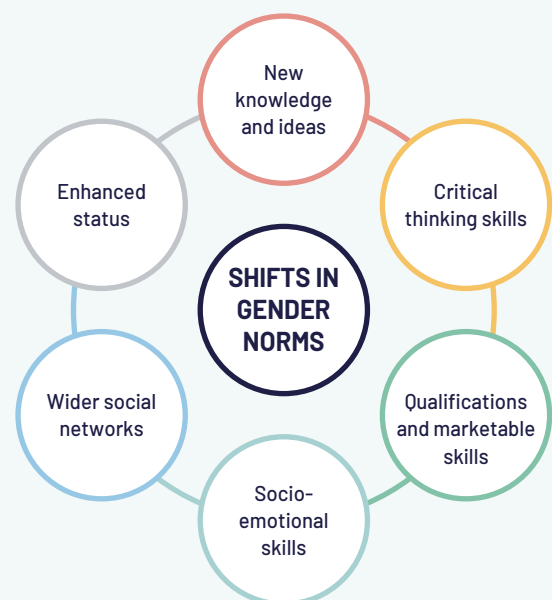 New
knowledge
and ideas
Critical
thinking skills
Qualifications
and marketable
skills
Socio-
emotional
skills
Wider social
networks
Enhanced
status
SHIFTS IN
GENDER
NORMS